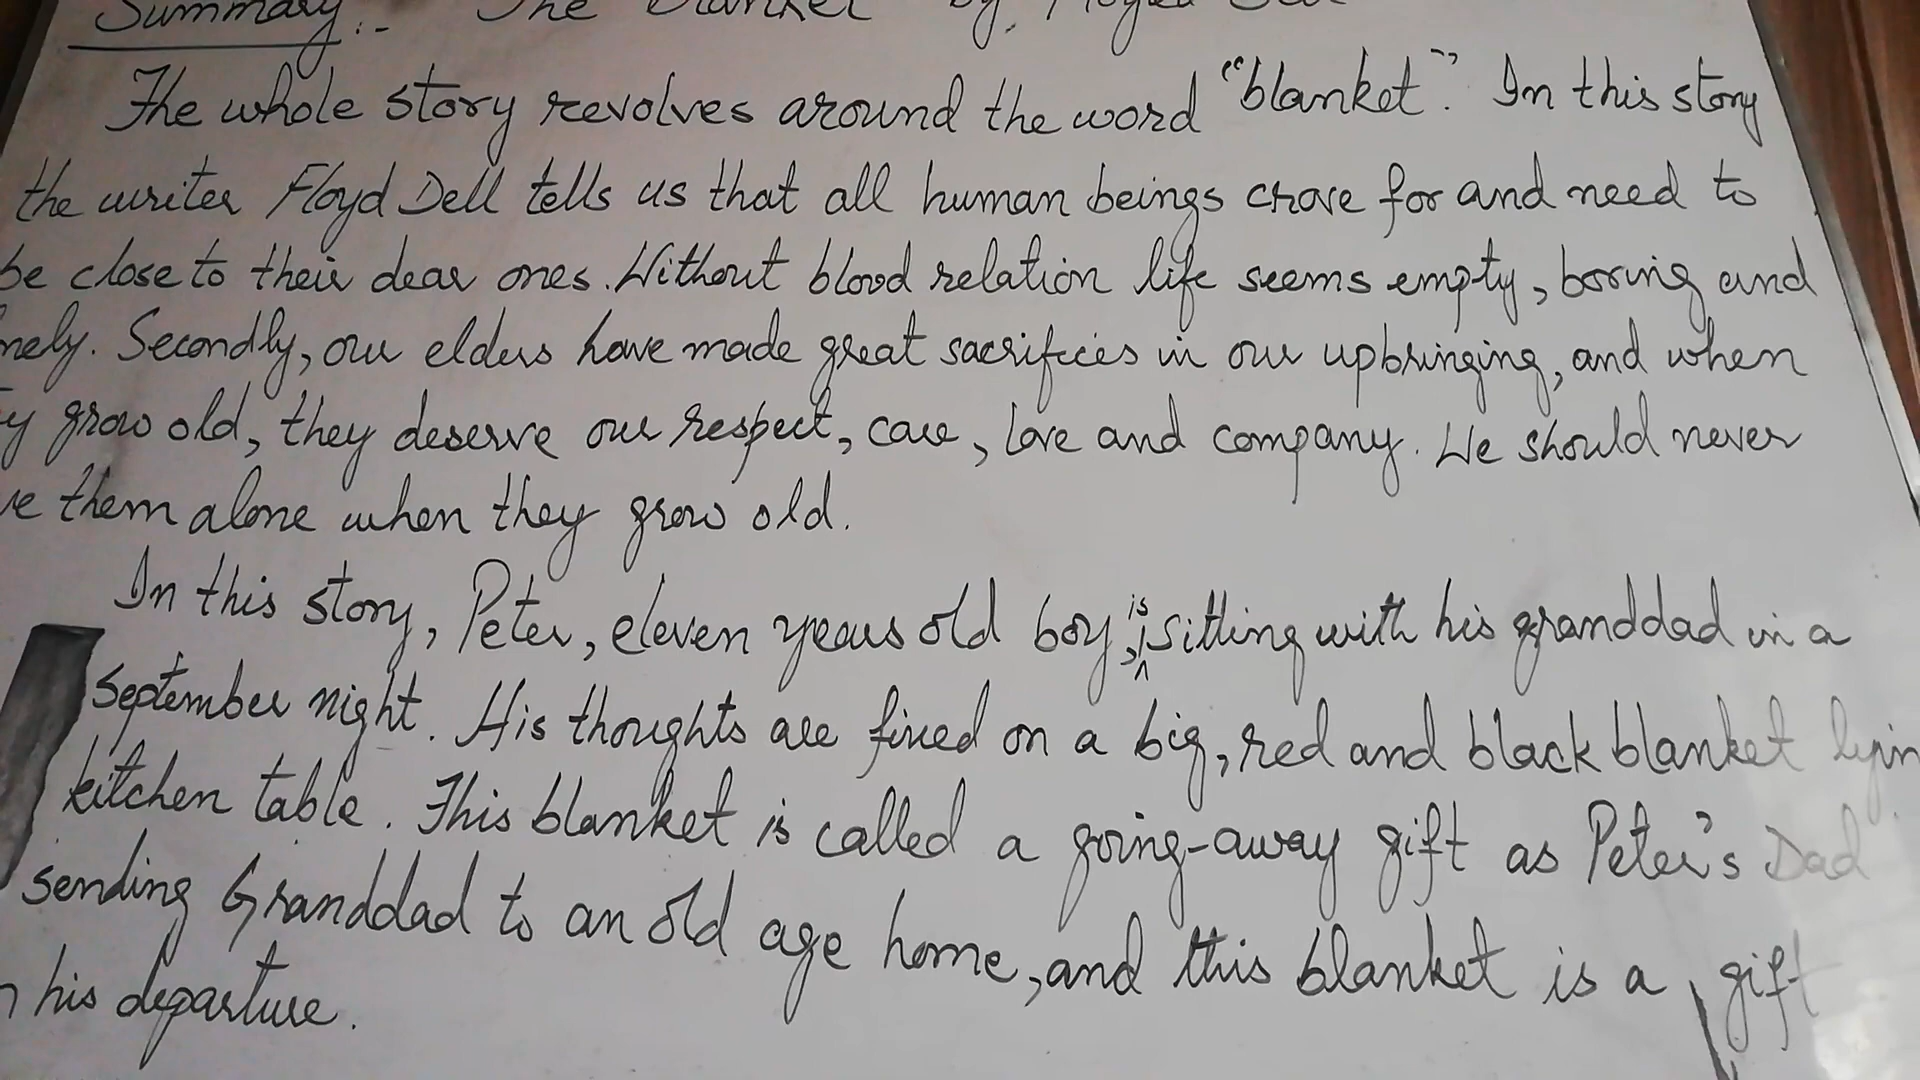 Summary:- The Blanket by Floyd Dell
The whole story revolves around the word "blanket". In this story
the writer Floyd Dell tells us that all human beings crave for and need to
be close to their dear ones. Without blood relation life seems empty, boring and
nely. Secondly, our elders have made great sacrifices in our upbringing, and when
y grow old, they deserve our respect, care, love and company. We should never
ve them alone when they grow old.
In this story, Peter, eleven years old boy, is sitting with his granddad in a
September night. His thoughts are fixed on a big, red and black blanket lyin
kitchen table. This blanket is called a going-away gift as Peter's Dad
sending Granddad to an old age home, and this blanket is a gift
n his departure.